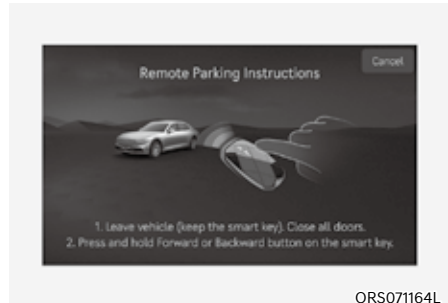 Cancel
Remote Parking Instructions
1. Leave vehicle (keep the smart key). Close all doors.
2. Press and hold Forward or Backward button on the smart key.
ORS071164L